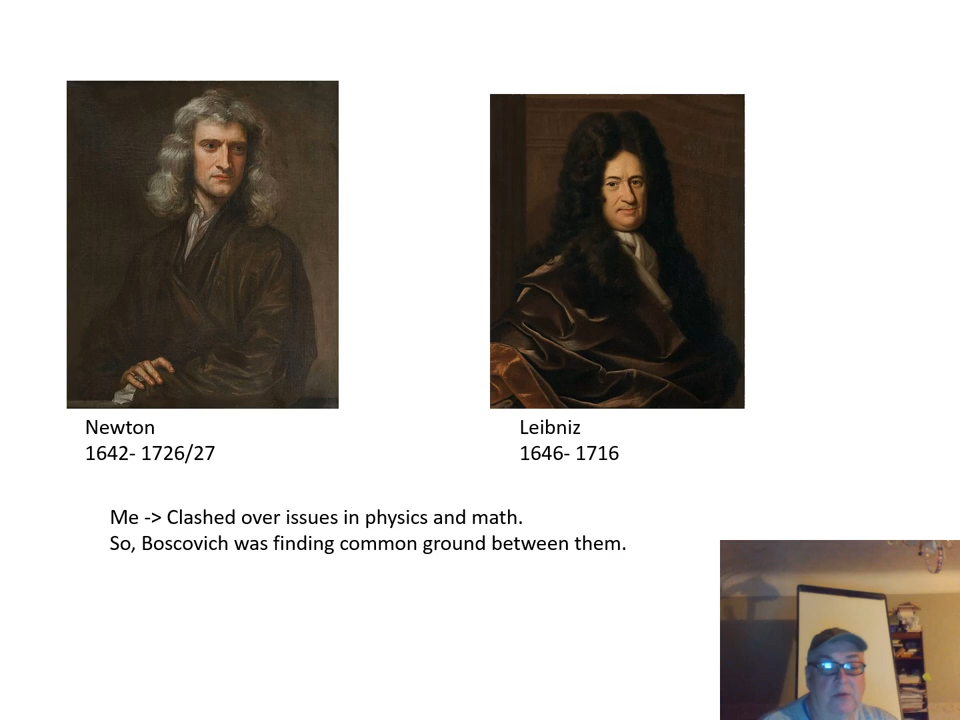 Newton
1642- 1726/27
Leibniz
1646- 1716
Me -> Clashed over issues in physics and math.
So, Boscovich was finding common ground between them.